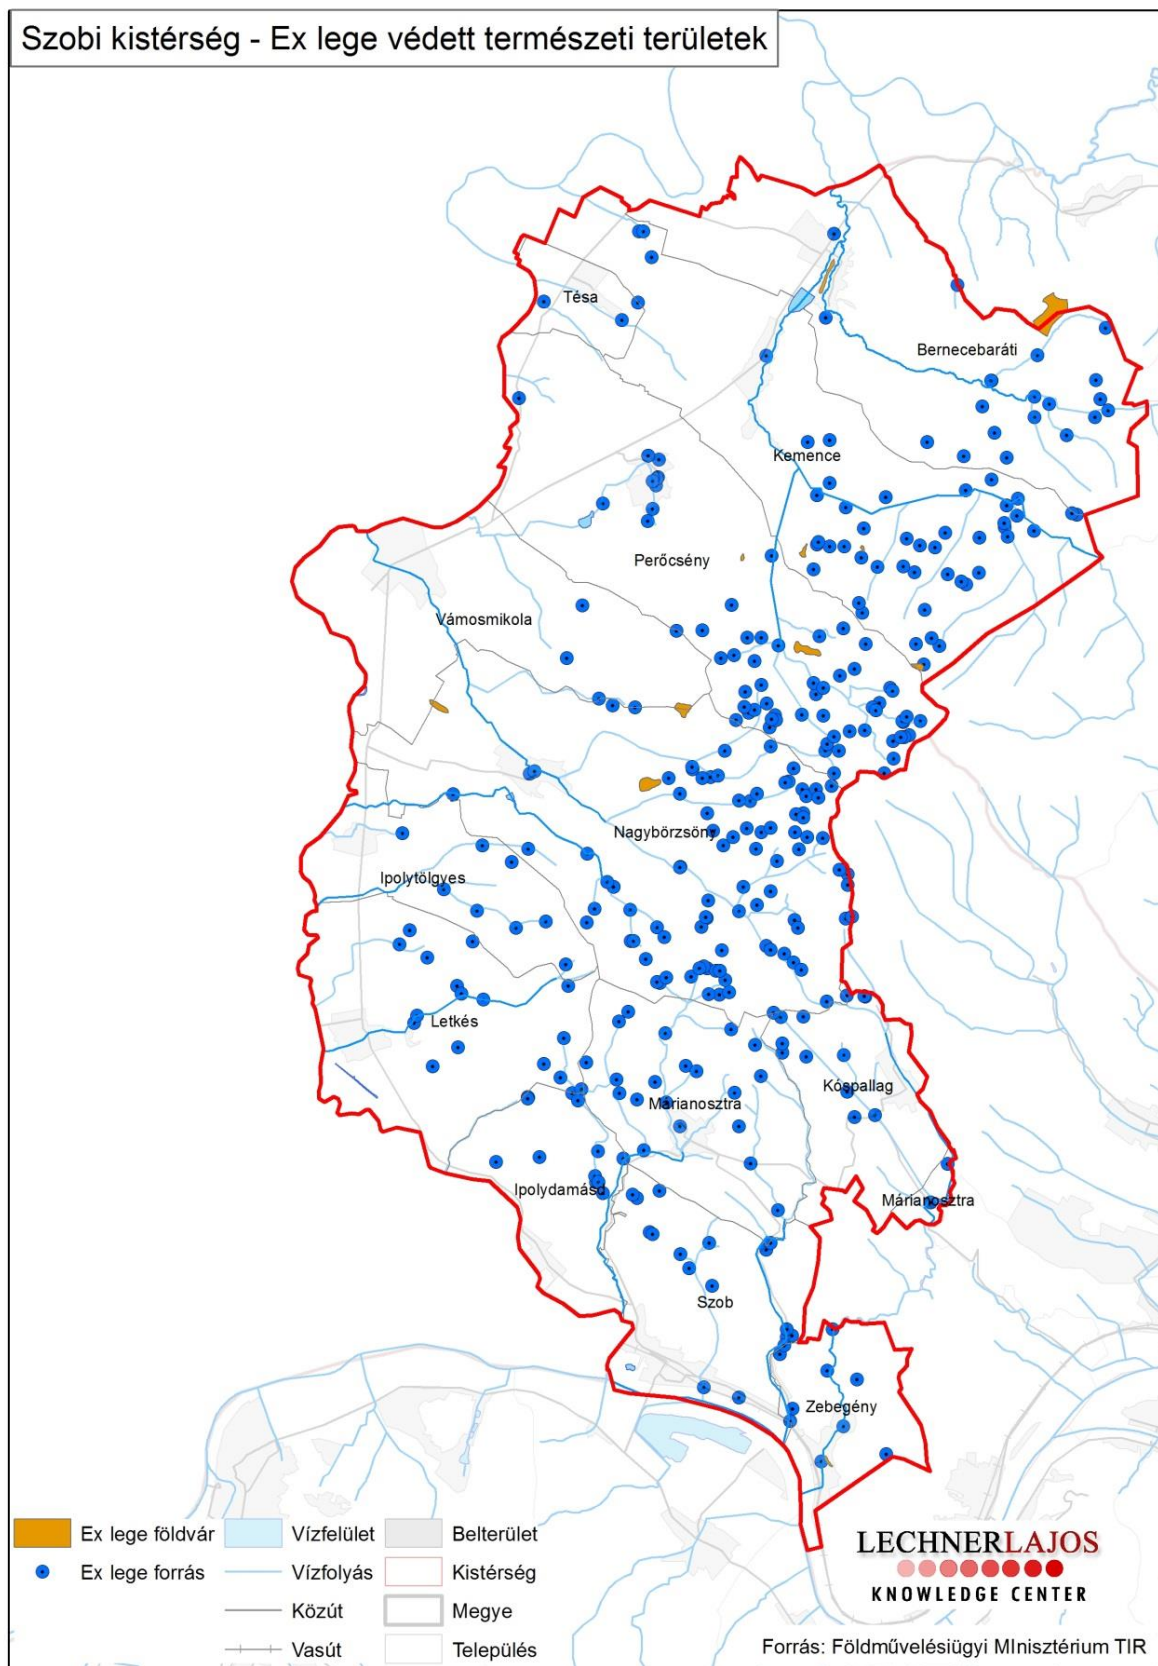 Szobi kistérség - Ex lege védett természeti területek
Tésa
Bernecebaráti
Kemence
Perőcsény
Vámosmikola
Nagybörzsöny
Ipolytölgyes
Letkés
Kóspallag
Márianosztra
Ipolydamásd
Márianosztra
Szob
Zebegény
Ex lege földvár
Ex lege forrás
Vízfelület
Vízfolyás
Közút
Vasút
Belterület
Kistérség
Megye
Település
LECHNERLAJOS
KNOWLEDGE CENTER
Forrás: Földművelésiügyi MInisztérium TIR